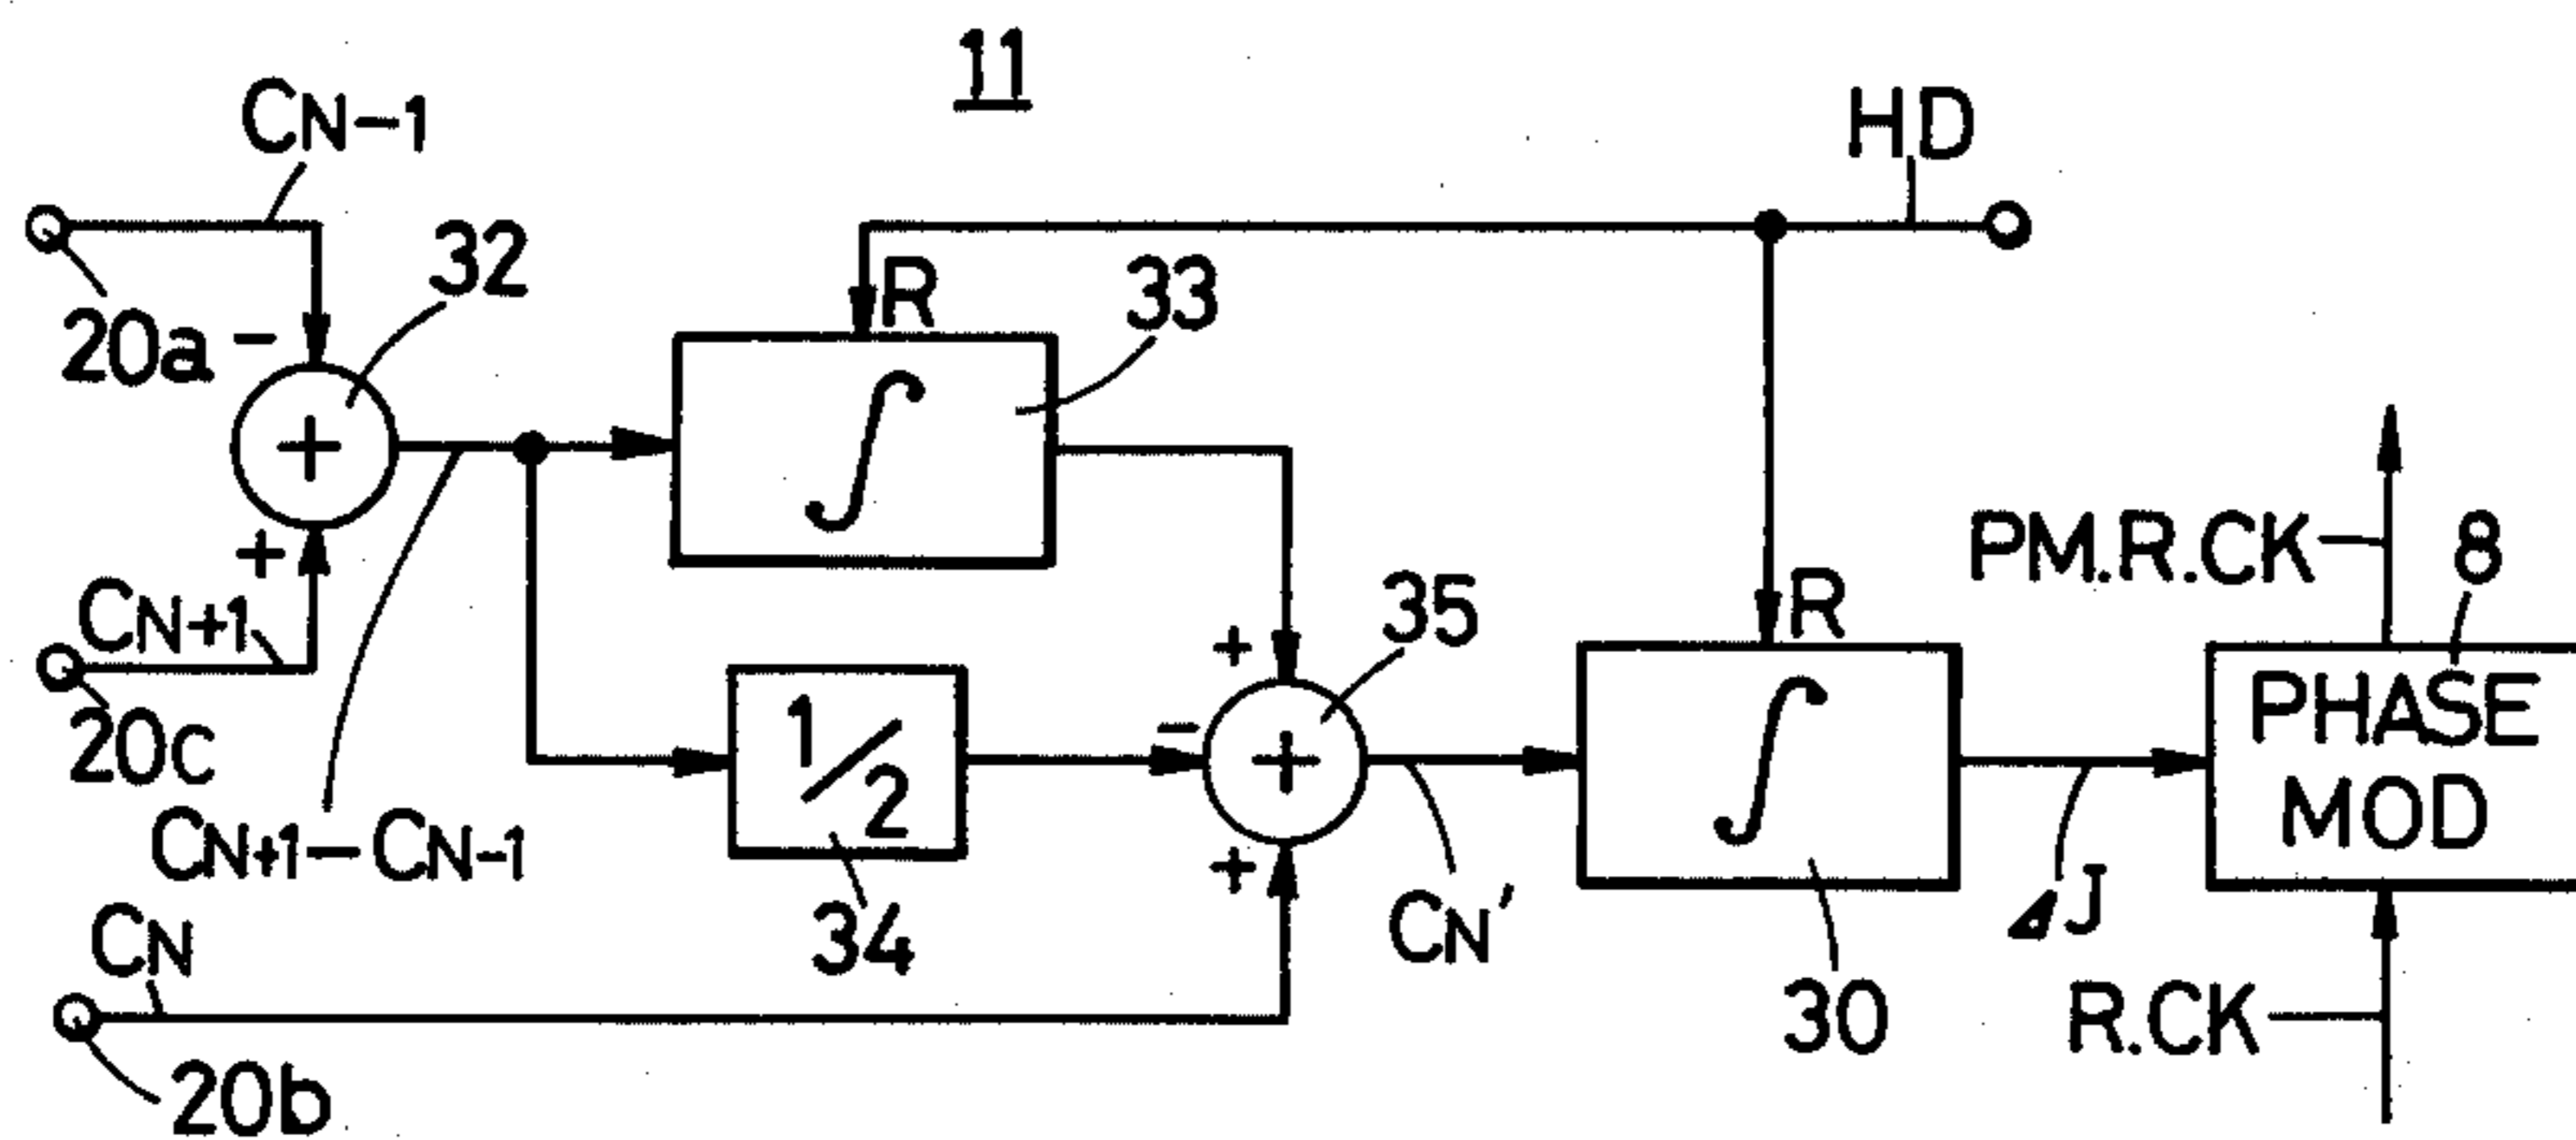 11
CN-1
HD
20a
-
32
R
33
∫
+
+
CN+1
20c
CN+1-CN-1
1/2
34
+
-
+
+
35
CN'
CN
20b
R
∫
30
ΔJ
PM.R.CK
8
PHASE
MOD
R.CK